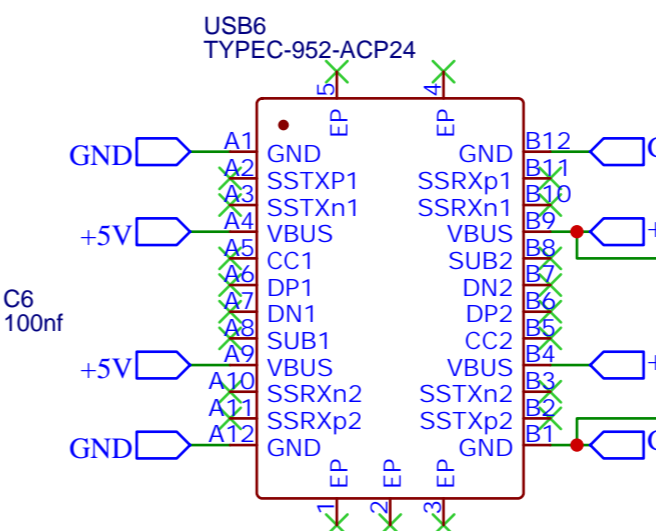 USB6
TYPEC-952-ACP24
5 4
EP EP
GND A1 GND GND B12 G
A2 SSTXP1 SSRXp1 B11
A3 SSTXn1 SSRXn1 B10
+5V A4 VBUS VBUS B9 +
A5 CC1 SUB2 B8
A6 DP1 DN2 B7
C6
A7 DN1 DP2 B6
100nf
A8 SUB1 CC2 B5
+5V A9 VBUS VBUS B4 +
A10 SSRXn2 SSTXn2 B3
A11 SSRXp2 SSTXp2 B2
GND A12 GND GND B1 G
EP EP EP
1 2 3